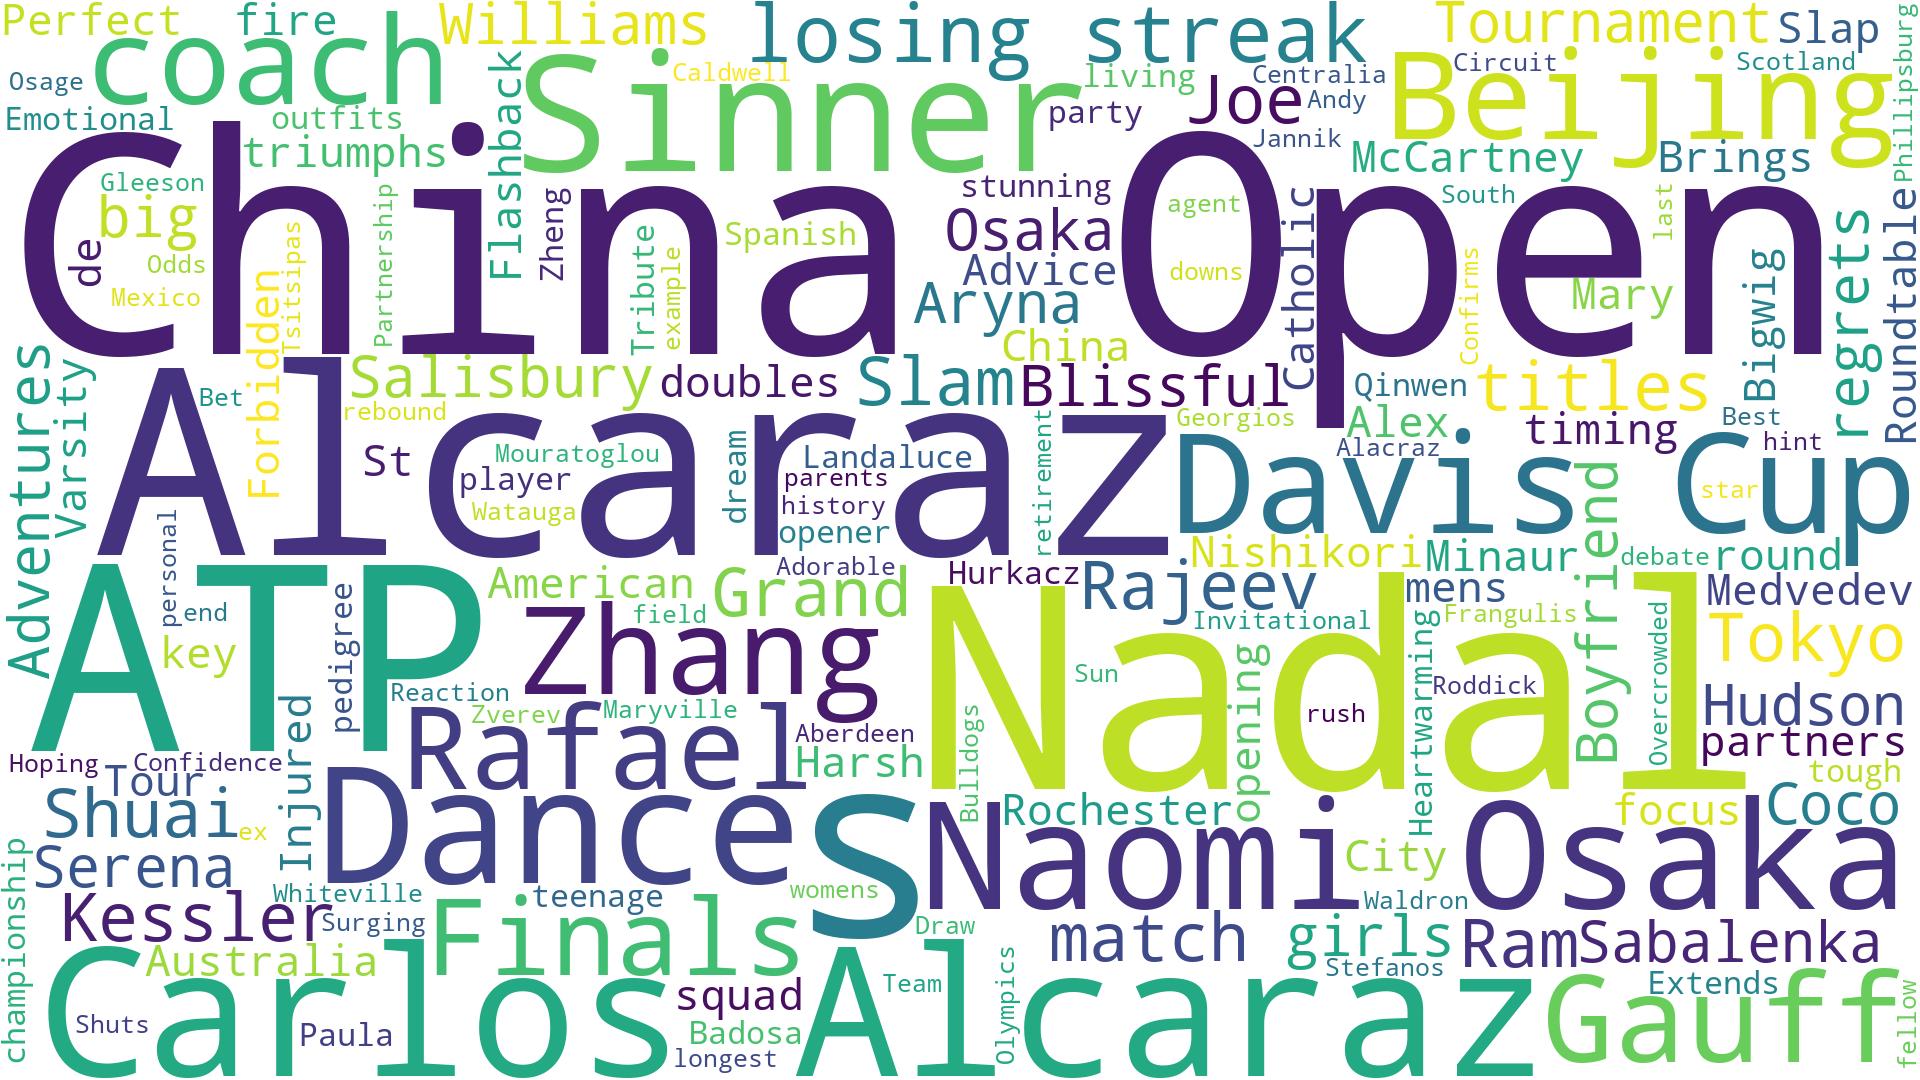 Perfect
fire
Williams
losing streak
Tournament
Slap
Phillipsburg
coach
Sinner
Beijing
Osage
Flashback
Caldwell
living
Centralia
Circuit
Scotland
Emotional
outfits
party
Joe
Andy
triumphs
Jannik
McCartney
Brings
China Open
Gleeson
big
de
Odds
Mexico
Partnership
Zheng
Tribute
example
Spanish
stunning
Osaka
Advice
Aryna
agent
downs
Catholic
South
last
Mary
Confirms
Bigwig
regrets
Roundtable
Forbidden
Tsitsipas
China
Adventures
Varsity
Bet
Salisbury
rebound
doubles
Slam
Blissful
Qinwen
titles
Georgios
Alex
Alacraz
timing
Best
hint
Alcaraz
St
player
Mouratoglou
Watauga
dream
Landaluce
parents
history
opener
retirement
Davis Cup
star
Boyfriend
personal
end
key
ATP
pedigree
American
Grand
Adorable
Hurkacz
Rajeev
Nishikori
Minaur
debate
round
mens
Medvedev
Zhang
field
Nadal
Invitational
Frangulis
Heartwarming
Overcrowded
Tokyo
Reaction
Zverev
Maryville
Sun
Roddick
rush
Hudson
Rafael
Aberdeen
Harsh
Bulldogs
opening
partners
Hoping
Confidence
Tour
Injured
tough
Shuai
ex
Dances
s
Rochester
Naomi Osaka
focus
Coco
Serena
City
championship
Whiteville
teenage
womens
Waldron
Kessler
Surging
Finals
Draw
match
girls
Ram
Sabalenka
Australia
Stefanos
Carlos Alcaraz
squad
Team
Olympics
Extends
Gauff
fellow
Shuts
Paula
Badosa
longest